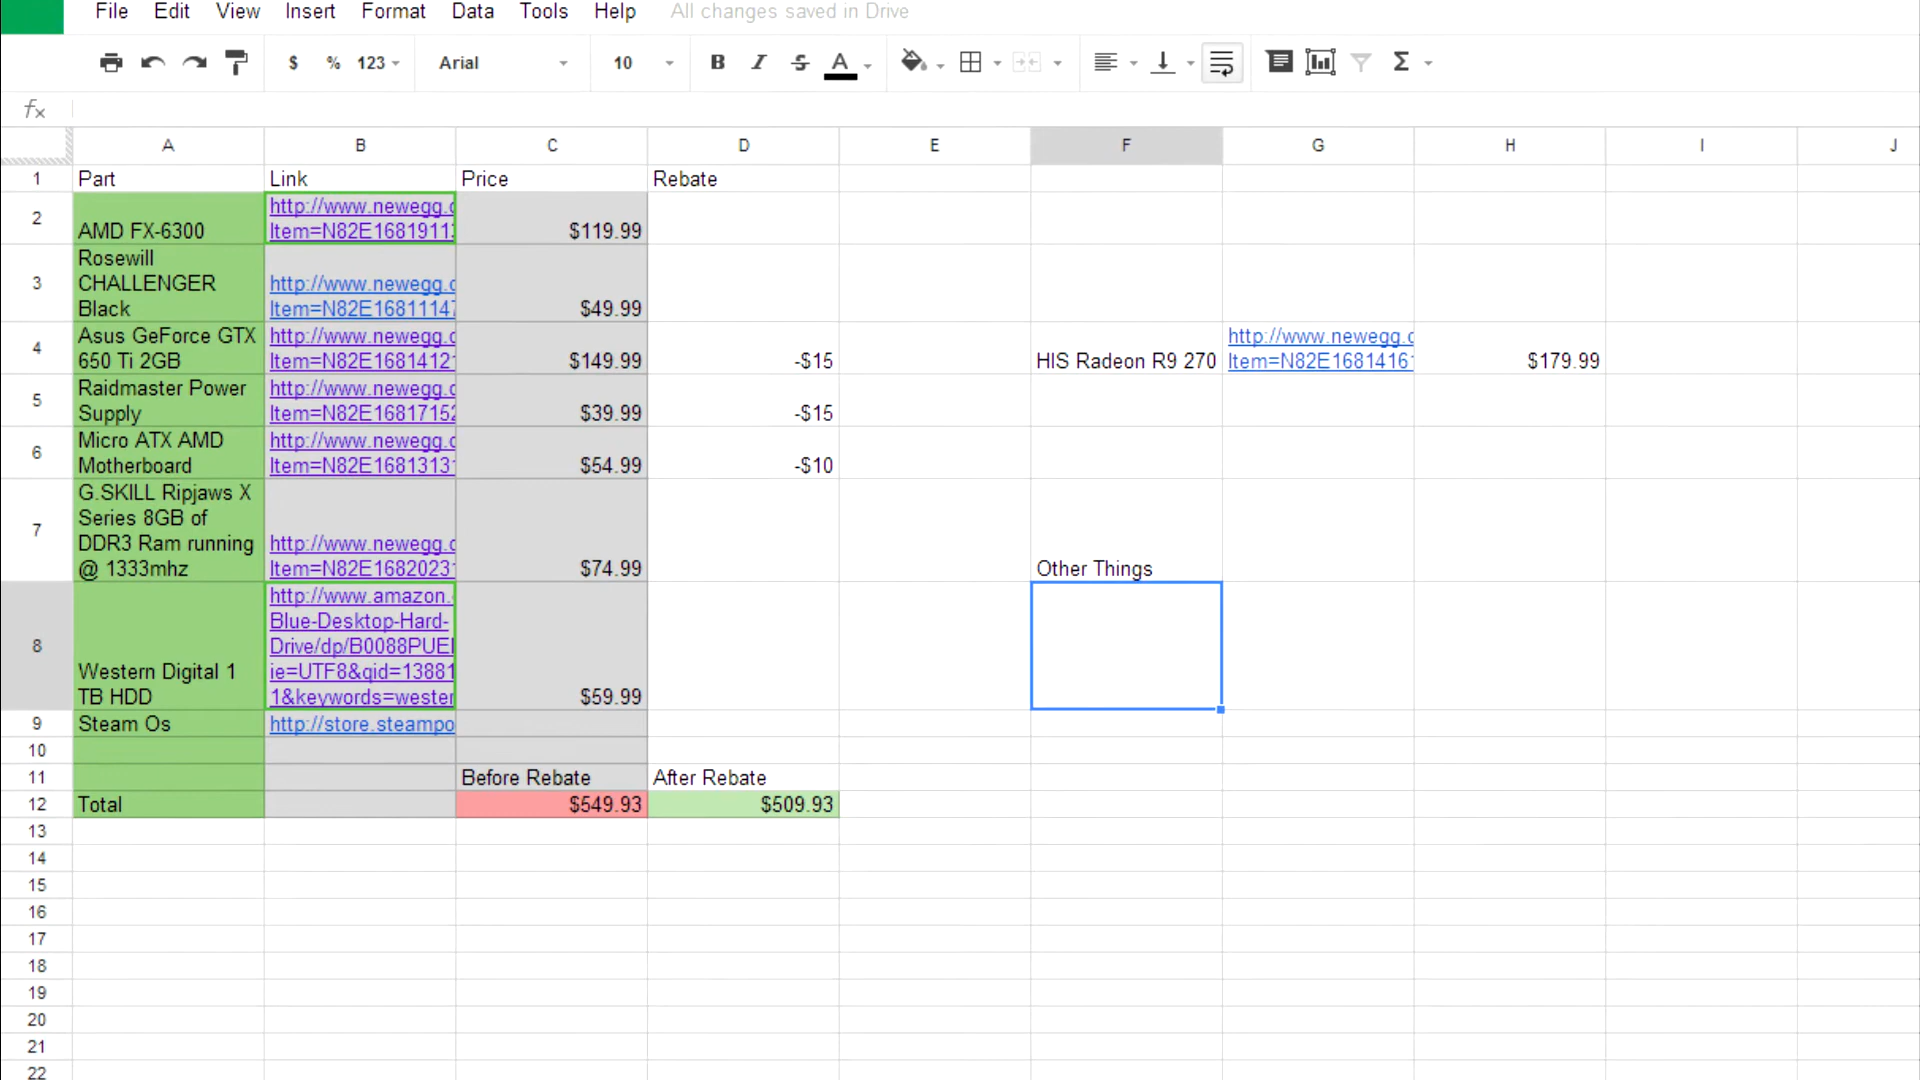 File Edit View Insert Format Data Tools Help All changes saved in Drive
$ % 123 Arial 10 B I S A Σ
fx
A B C D E F G H I J
1 Part Link Price Rebate
2 AMD FX-6300 http://www.newegg.c
Item=N82E16819113 $119.99
3 Rosewill
CHALLENGER
Black http://www.newegg.c
Item=N82E16811147 $49.99
4 Asus GeForce GTX
650 Ti 2GB http://www.newegg.c
Item=N82E16814121 $149.99 -$15 HIS Radeon R9 270 http://www.newegg.c
Item=N82E16814161 $179.99
5 Raidmaster Power
Supply http://www.newegg.c
Item=N82E16817152 $39.99 -$15
6 Micro ATX AMD
Motherboard http://www.newegg.c
Item=N82E16813131 $54.99 -$10
7 G.SKILL Ripjaws X
Series 8GB of
DDR3 Ram running
@ 1333mhz http://www.newegg.c
Item=N82E16820231 $74.99 Other Things
8 Western Digital 1
TB HDD http://www.amazon.
Blue-Desktop-Hard-
Drive/dp/B0088PUE
ie=UTF8&qid=13881
1&keywords=wester $59.99
9 Steam Os http://store.steampo
10
11 Before Rebate After Rebate
12 Total $549.93 $509.93
13
14
15
16
17
18
19
20
21
22